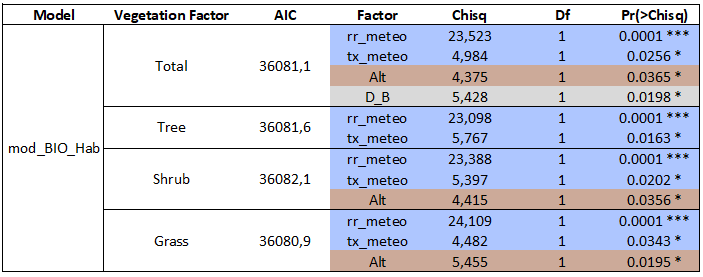 Model Vegetation Factor AIC Factor Chisq Df Pr(>Chisq)
mod_BIO_Hab Total 36081,1 rr_meteo 23,523 1 0.0001 ***
tx_meteo 4,984 1 0.0256 *
Alt 4,375 1 0.0365 *
D_B 5,428 1 0.0198 *
Tree 36081,6 rr_meteo 23,098 1 0.0001 ***
tx_meteo 5,767 1 0.0163 *
Shrub 36082,1 rr_meteo 23,388 1 0.0001 ***
tx_meteo 5,397 1 0.0202 *
Alt 4,415 1 0.0356 *
Grass 36080,9 rr_meteo 24,109 1 0.0001 ***
tx_meteo 4,482 1 0.0343 *
Alt 5,455 1 0.0195 *